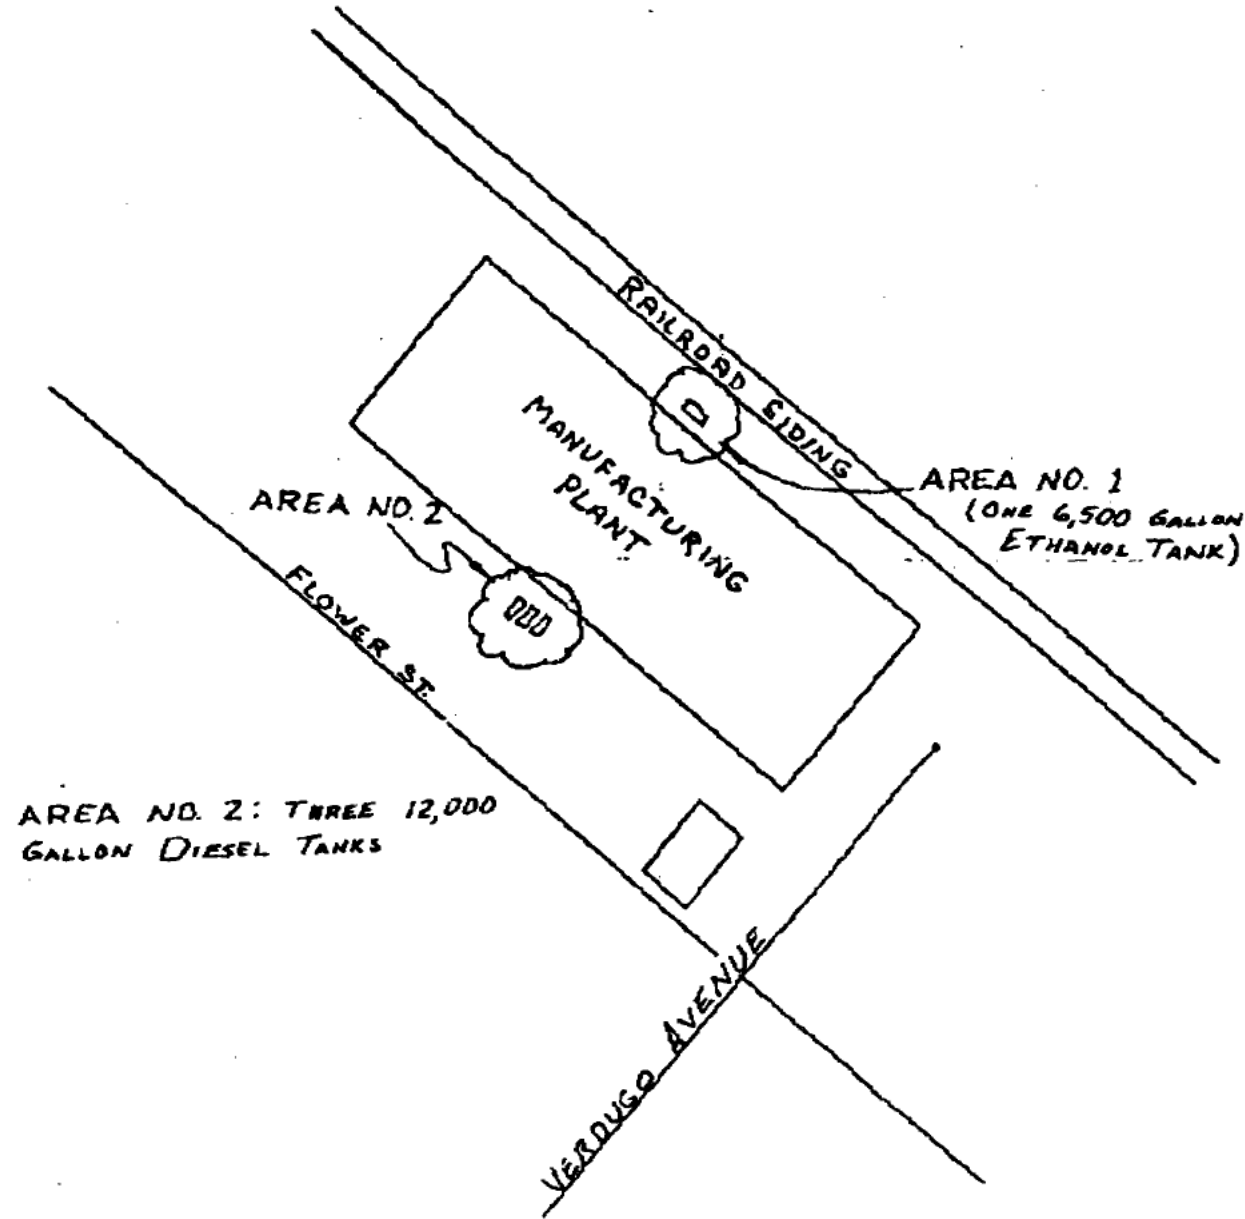 RAILROAD SIDING
MANUFACTURING
PLANT
AREA NO. 1
(ONE 6,500 GALLON
ETHANOL TANK)
AREA NO. 2
FLOWER ST.
AREA NO. 2: THREE 12,000
GALLON DIESEL TANKS
VERDUGO AVENUE